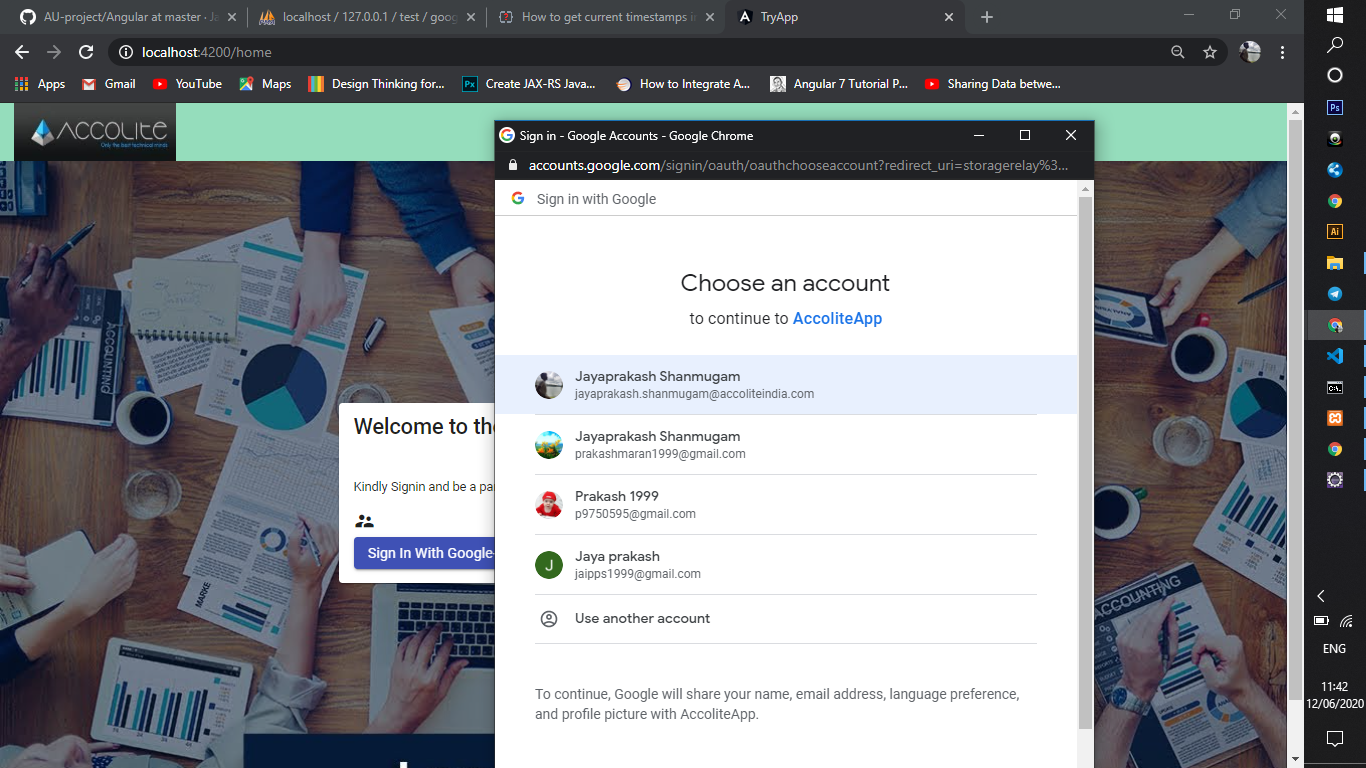 AU-project/Angular at master · Ja
localhost / 127.0.0.1 / test / goog
How to get current timestamps in
TryApp
localhost:4200/home
Apps
Gmail
YouTube
Maps
Design Thinking for...
Create JAX-RS Java...
How to Integrate A...
Angular 7 Tutorial P...
Sharing Data betwe...
ACCOLITE
Only the best technical minds
Sign in - Google Accounts - Google Chrome
accounts.google.com/signin/oauth/oauthchooseaccount?redirect_uri=storagerelay%3...
Sign in with Google
Choose an account
to continue to AccoliteApp
Jayaprakash Shanmugam
jayaprakash.shanmugam@accoliteindia.com
Jayaprakash Shanmugam
prakashmaran1999@gmail.com
Prakash 1999
p9750595@gmail.com
J
Jaya prakash
jaipps1999@gmail.com
Use another account
To continue, Google will share your name, email address, language preference,
and profile picture with AccoliteApp.
Welcome to the
Kindly Signin and be a pa
Sign In With Google
ACCOUNTING
MARKE
ANALYSIS
ACCOUNTING
Ps
Ai
ENG
11:42
12/06/2020